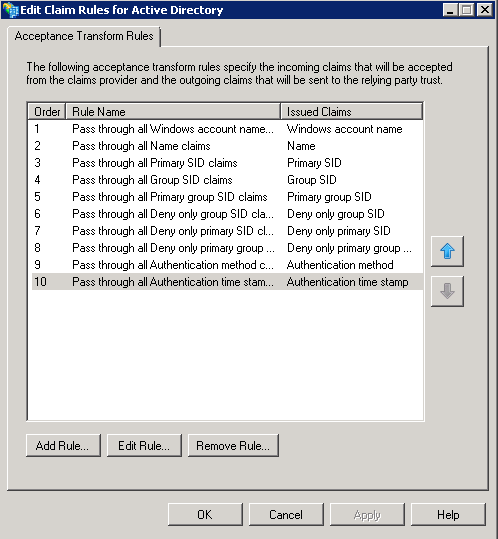 Edit Claim Rules for Active Directory
Acceptance Transform Rules
The following acceptance transform rules specify the incoming claims that will be accepted
from the claims provider and the outgoing claims that will be sent to the relying party trust.
Order Rule Name Issued Claims
1 Pass through all Windows account name... Windows account name
2 Pass through all Name claims Name
3 Pass through all Primary SID claims Primary SID
4 Pass through all Group SID claims Group SID
5 Pass through all Primary group SID claims Primary group SID
6 Pass through all Deny only group SID cla... Deny only group SID
7 Pass through all Deny only primary SID cl... Deny only primary SID
8 Pass through all Deny only primary group ... Deny only primary group ...
9 Pass through all Authentication method c... Authentication method
10 Pass through all Authentication time stam... Authentication time stamp
Add Rule... Edit Rule... Remove Rule...
OK Cancel Apply Help